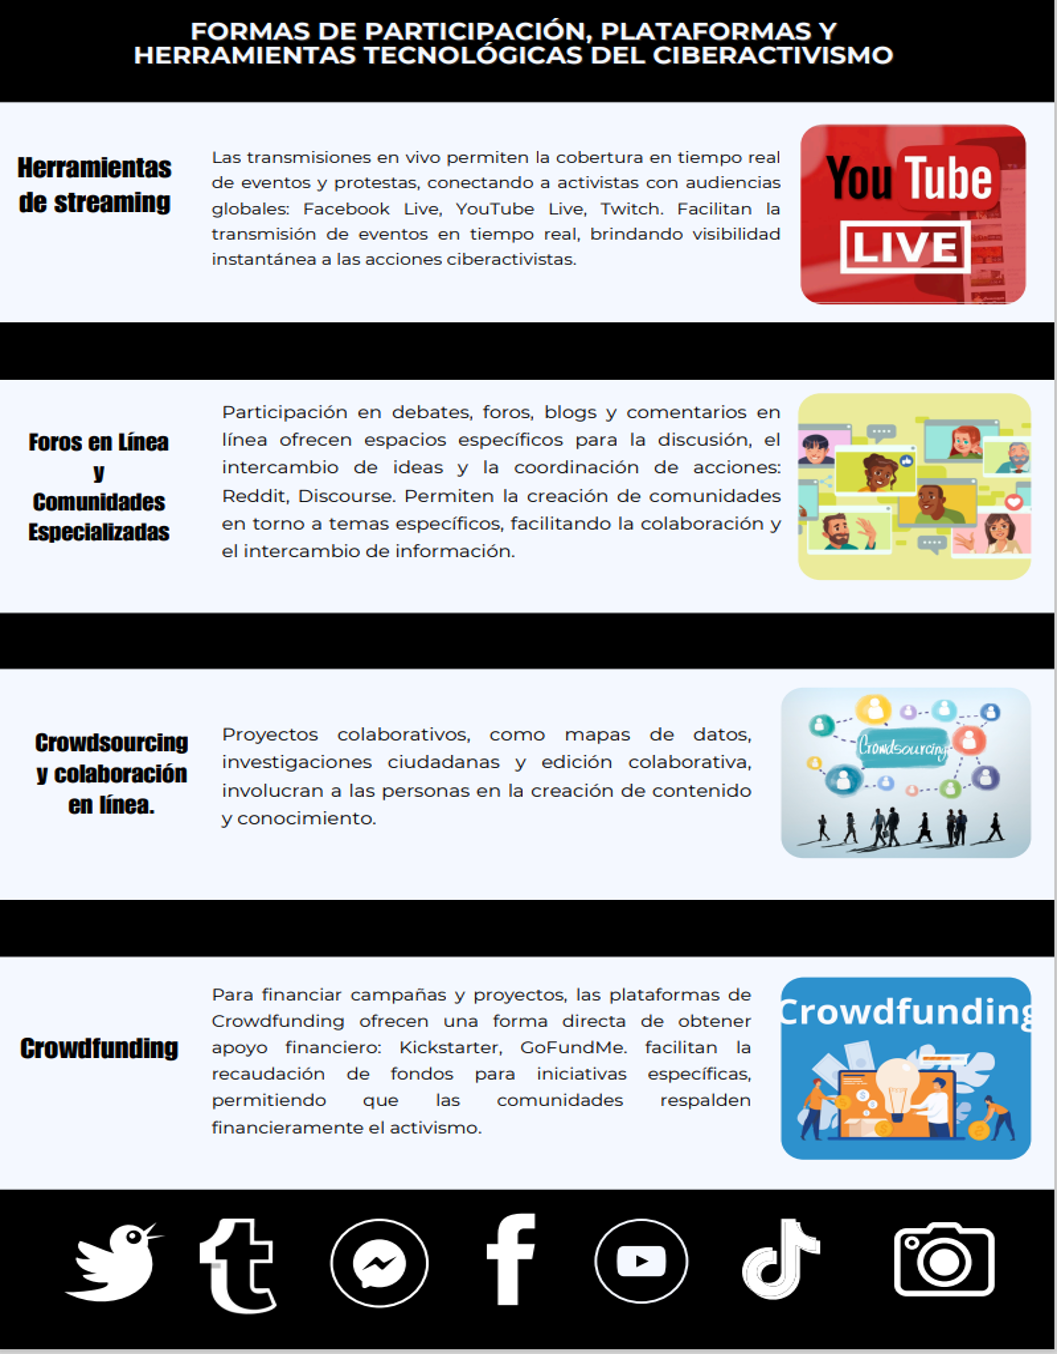 FORMAS DE PARTICIPACIÓN, PLATAFORMAS Y
HERRAMIENTAS TECNOLÓGICAS DEL CIBERACTIVISMO
Herramientas
de streaming
Las transmisiones en vivo permiten la cobertura en tiempo real
de eventos y protestas, conectando a activistas con audiencias
globales: Facebook Live, YouTube Live, Twitch. Facilitan la
transmisión de eventos en tiempo real, brindando visibilidad
instantánea a las acciones ciberactivistas.
You Tube
LIVE
Foros en Línea
y
Comunidades
Especializadas
Participación en debates, foros, blogs y comentarios en
línea ofrecen espacios específicos para la discusión, el
intercambio de ideas y la coordinación de acciones:
Reddit, Discourse. Permiten la creación de comunidades
en torno a temas específicos, facilitando la colaboración y
el intercambio de información.
Crowdsourcing
y colaboración
en línea.
Proyectos colaborativos, como mapas de datos,
investigaciones ciudadanas y edición colaborativa,
involucran a las personas en la creación de contenido
y conocimiento.
Crowdsourcing
Crowdfunding
Para financiar campañas y proyectos, las plataformas de
Crowdfunding ofrecen una forma directa de obtener
apoyo financiero: Kickstarter, GoFundMe. facilitan la
recaudación de fondos para iniciativas específicas,
permitiendo que las comunidades respalden
financieramente el activismo.
Crowdfunding